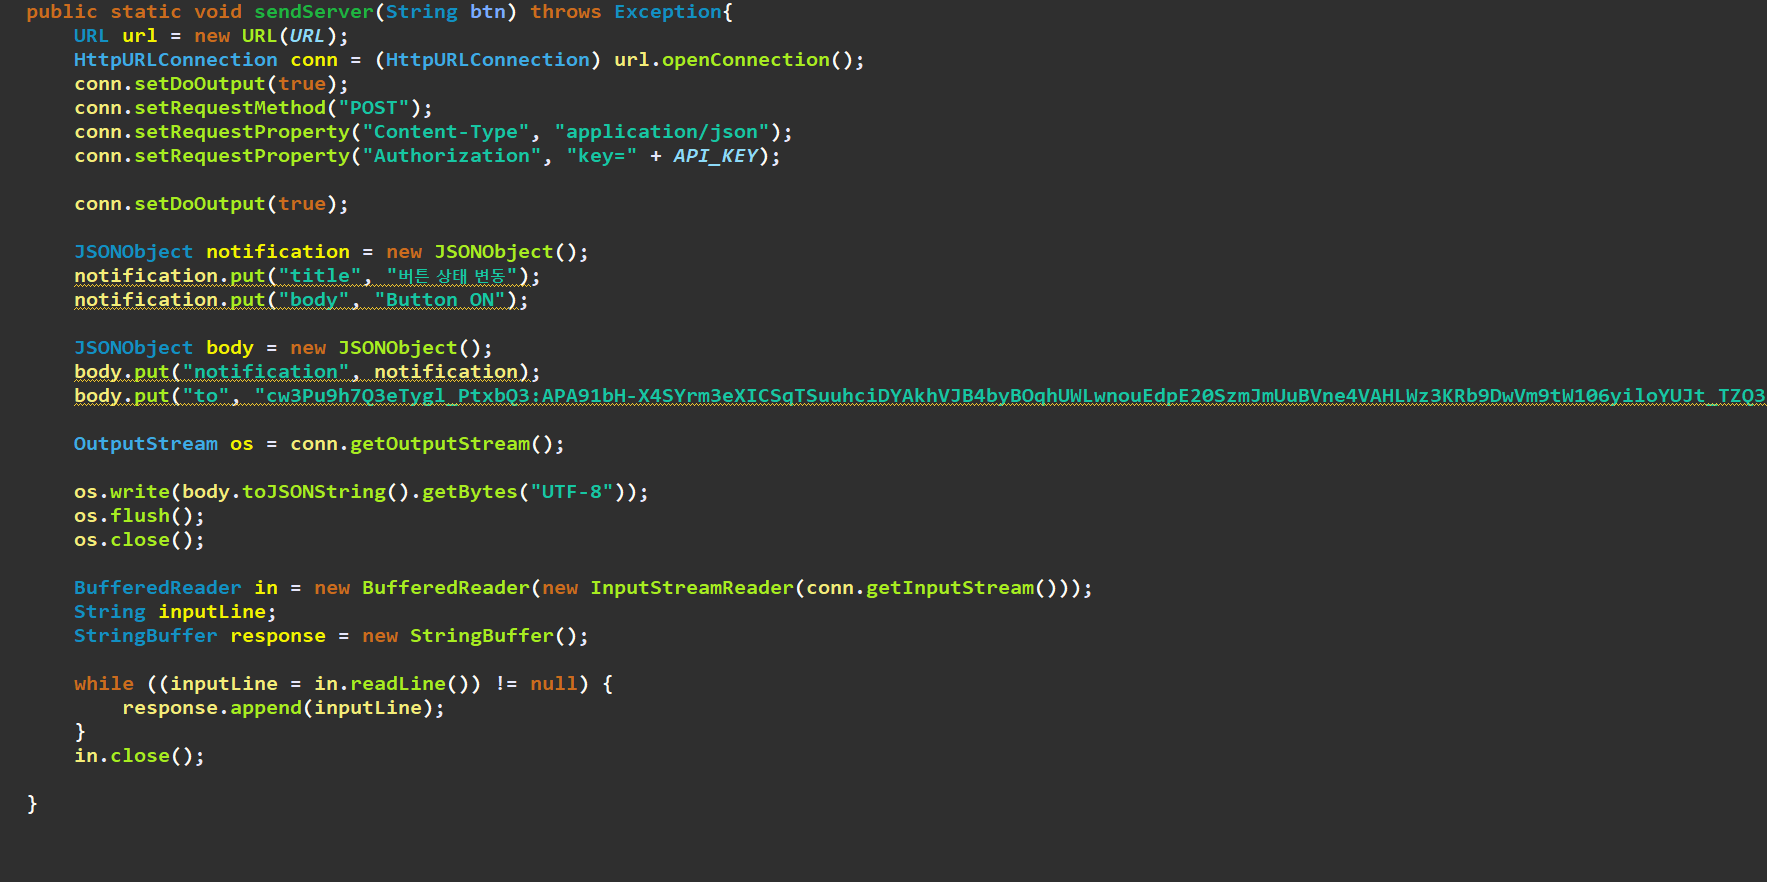 public static void sendServer(String btn) throws Exception{
URL url = new URL(URL);
HttpURLConnection conn = (HttpURLConnection) url.openConnection();
conn.setDoOutput(true);
conn.setRequestMethod("POST");
conn.setRequestProperty("Content-Type", "application/json");
conn.setRequestProperty("Authorization", "key=" + API_KEY);
conn.setDoOutput(true);
JSONObject notification = new JSONObject();
notification.put("title", "버튼 상태 변동");
notification.put("body", "Button ON");
JSONObject body = new JSONObject();
body.put("notification", notification);
body.put("to", "cw3Pu9h7Q3eTygl_PtxbQ3:APA91bH-X4SYrm3eXICSqTSuuhciDYAkhVJB4byBOqhUWLwnouEdpE20SzmJmUuBVne4VAHLWz3KRb9DwVm9tW106yiloYUJt_TZQ3
OutputStream os = conn.getOutputStream();
os.write(body.toJSONString().getBytes("UTF-8"));
os.flush();
os.close();
BufferedReader in = new BufferedReader(new InputStreamReader(conn.getInputStream()));
String inputLine;
StringBuffer response = new StringBuffer();
while ((inputLine = in.readLine()) != null) {
response.append(inputLine);
}
in.close();
}